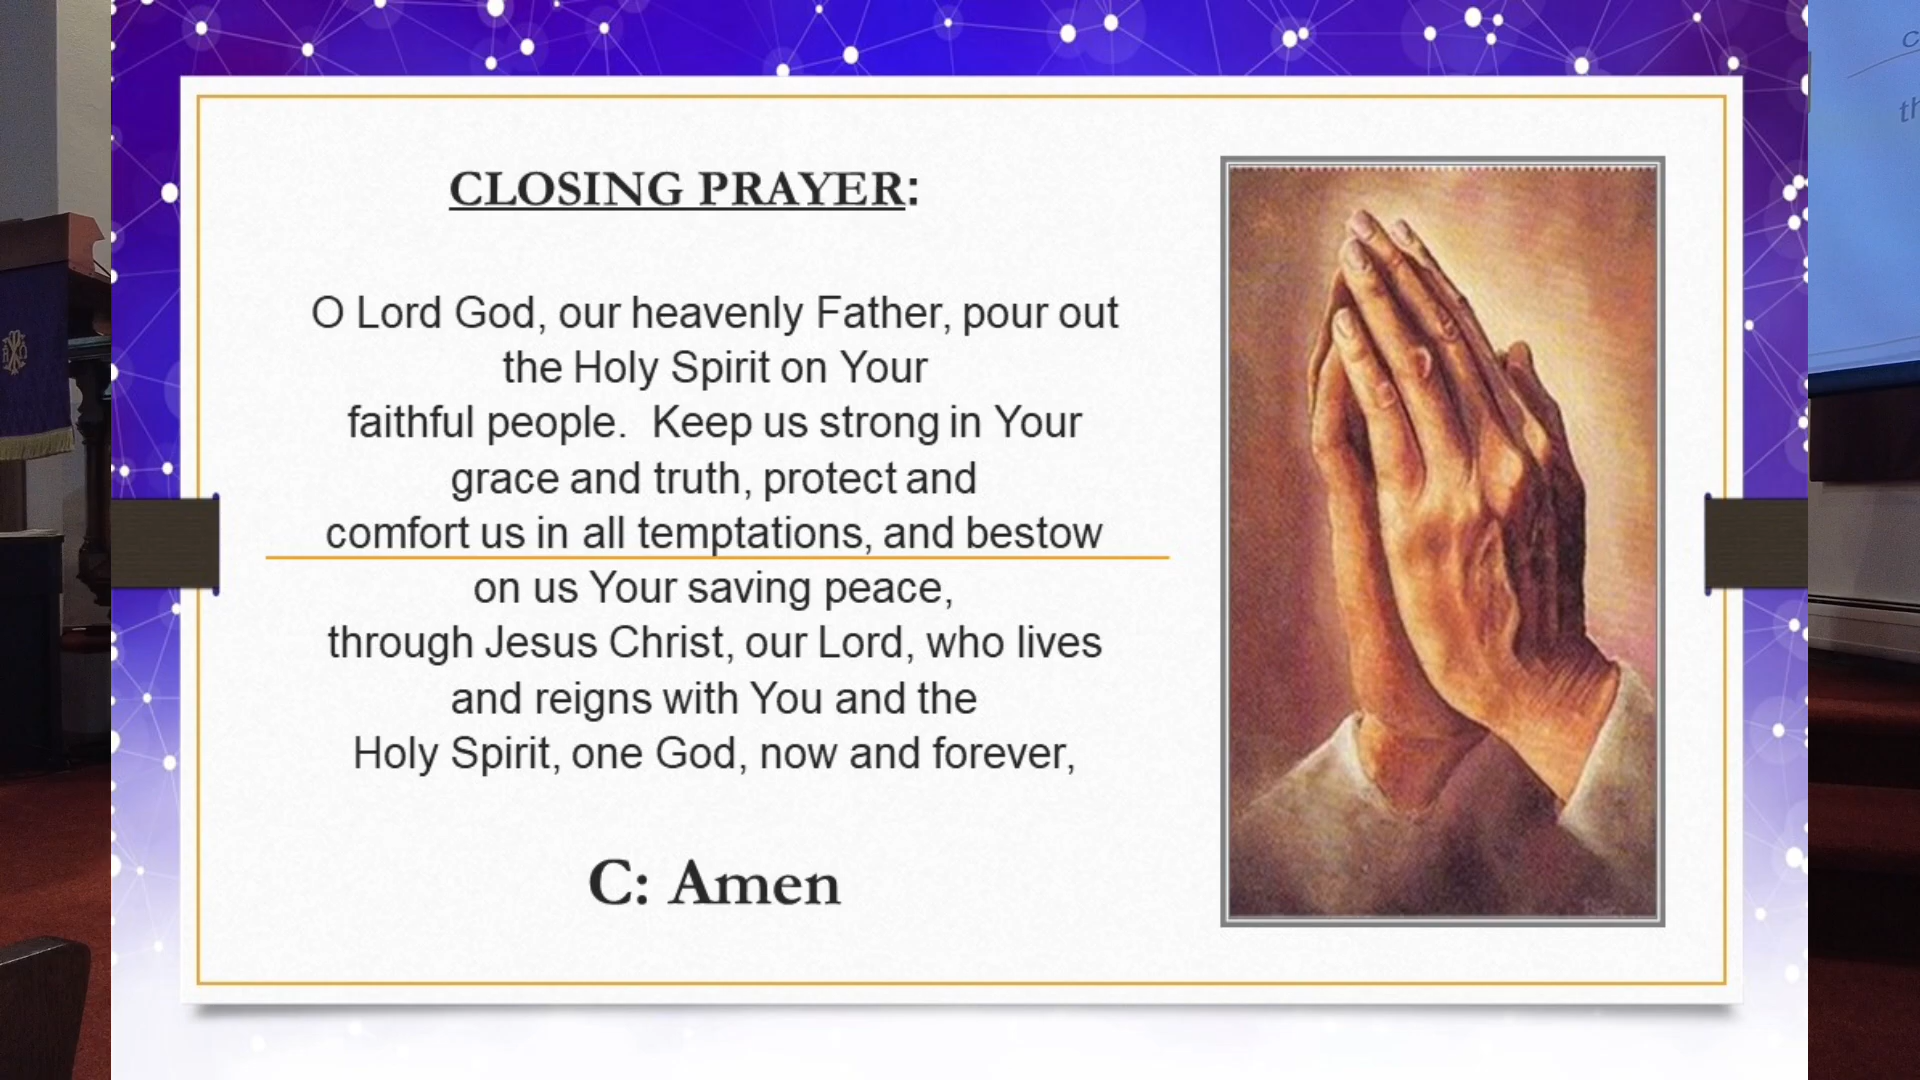 CLOSING PRAYER:
O Lord God, our heavenly Father, pour out
the Holy Spirit on Your
faithful people.  Keep us strong in Your
grace and truth, protect and
comfort us in all temptations, and bestow
on us Your saving peace,
through Jesus Christ, our Lord, who lives
and reigns with You and the
Holy Spirit, one God, now and forever,
C: Amen